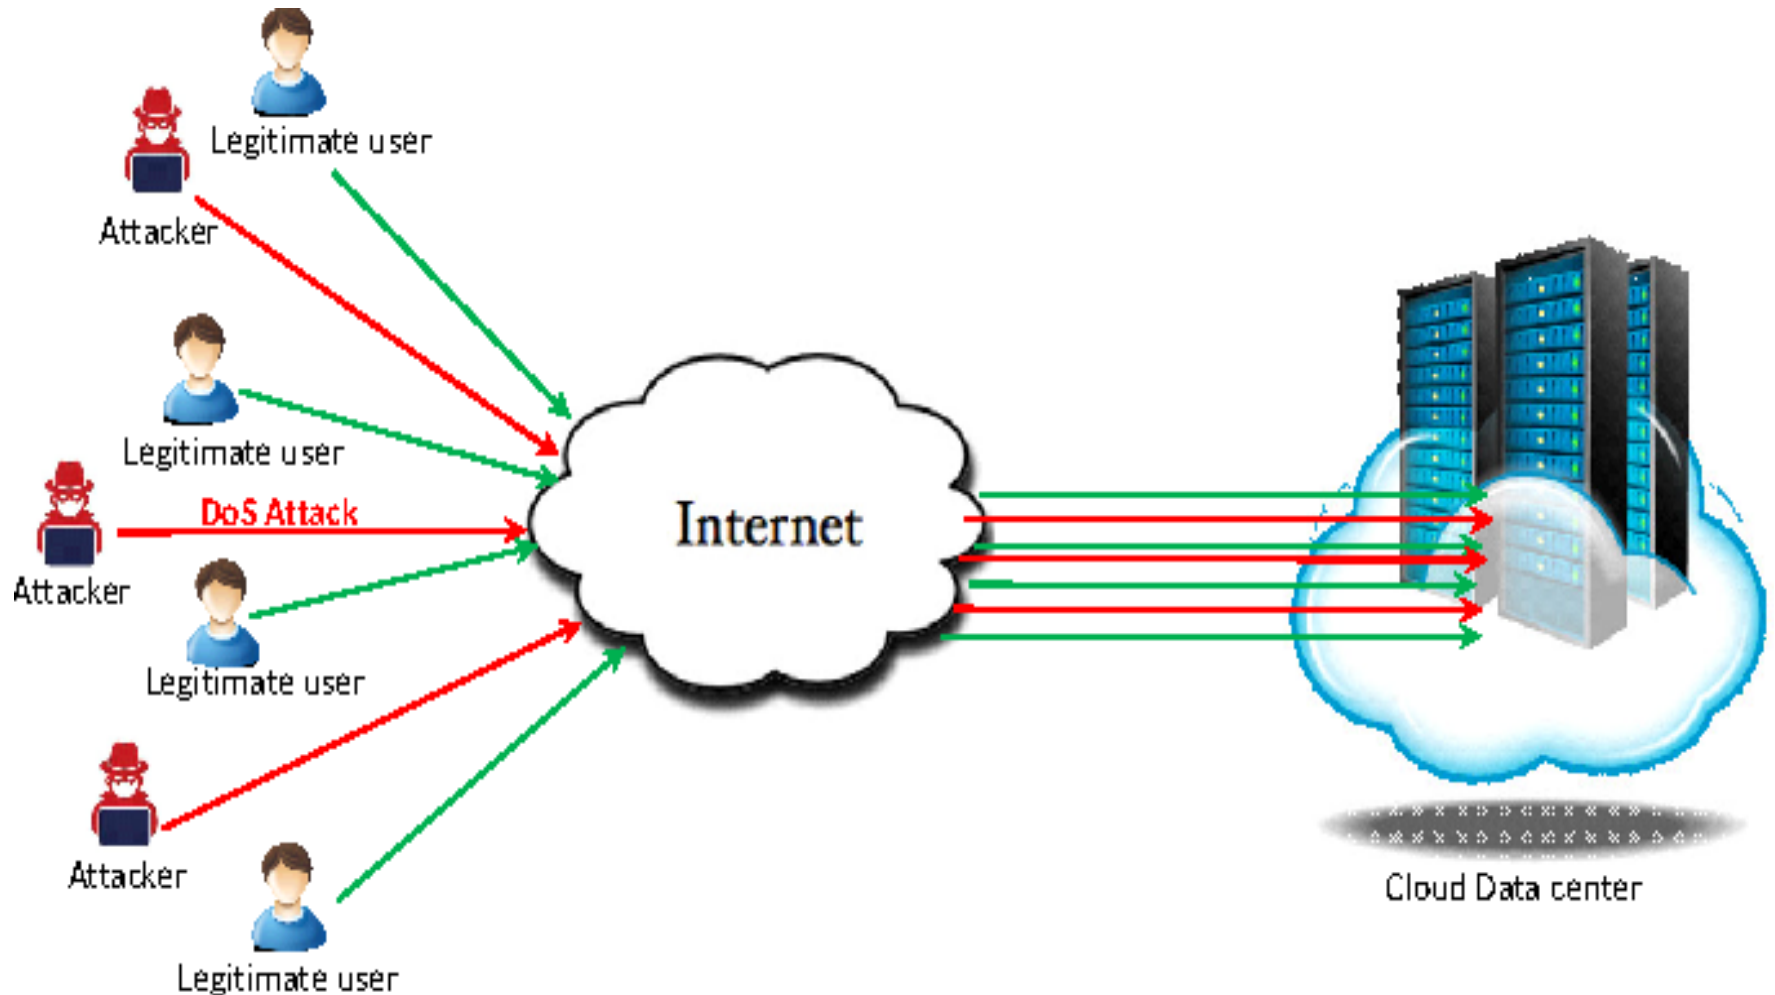 Legitimate user
Attacker
Legitimate user
DoS Attack
Attacker
Internet
Legitimate user
Attacker
Cloud Data center
Legitimate user